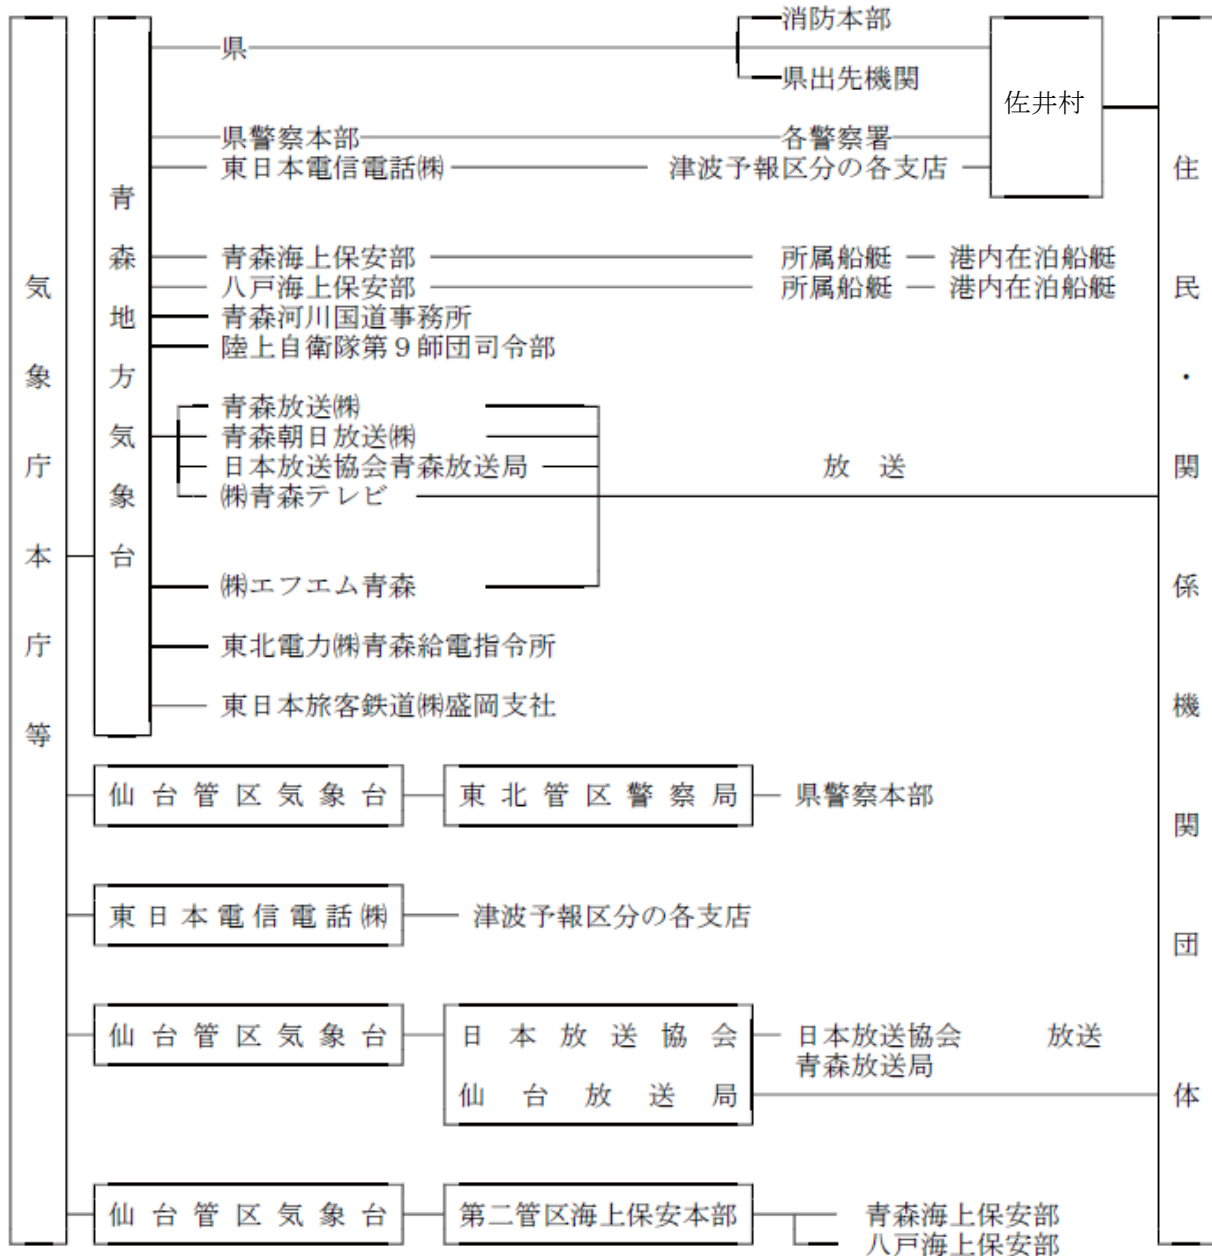 気象庁本庁等
青森地方気象台
県
消防本部
県出先機関
県警察本部
各警察署
東日本電信電話㈱
津波予報区分の各支店
佐井村
青森海上保安部
所属船艇
港内在泊船艇
八戸海上保安部
所属船艇
港内在泊船艇
青森河川国道事務所
陸上自衛隊第9師団司令部
青森放送㈱
青森朝日放送㈱
日本放送協会青森放送局
㈱青森テレビ
放 送
㈱エフエム青森
東北電力㈱青森給電指令所
東日本旅客鉄道㈱盛岡支社
仙台管区気象台
東北管区警察局
県警察本部
東日本電信電話㈱
津波予報区分の各支店
仙台管区気象台
日本放送協会
仙台放送局
日本放送協会
青森放送局
放送
仙台管区気象台
第二管区海上保安本部
青森海上保安部
八戸海上保安部
住民・関係機関団体